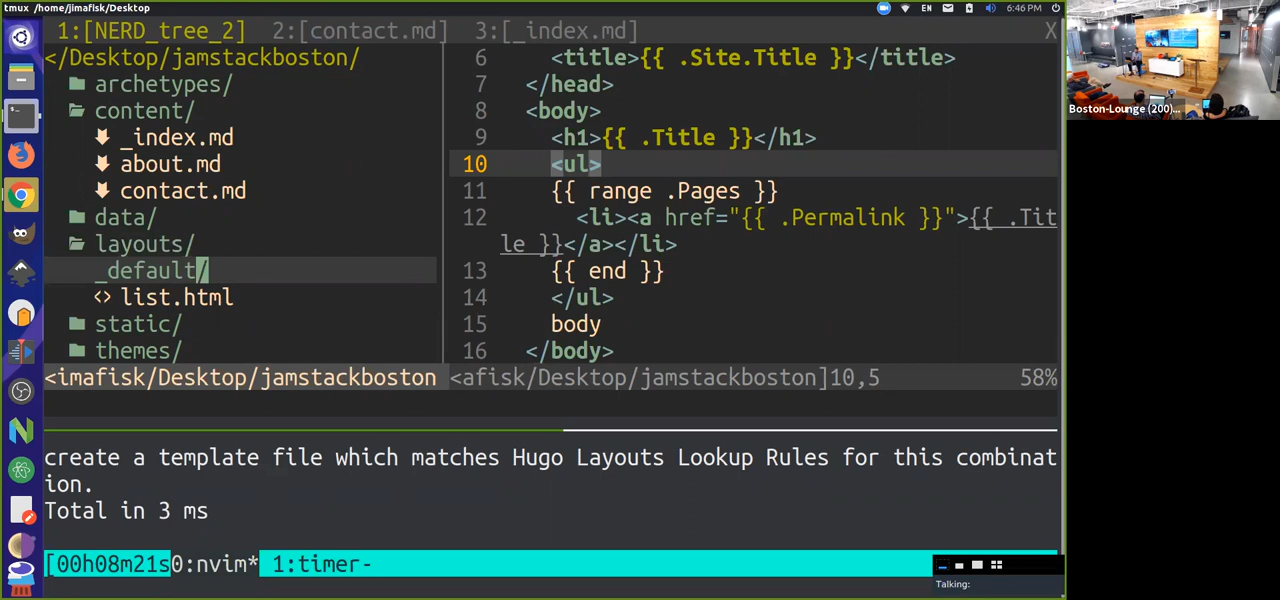 tmux /home/jimafisk/Desktop
EN
6:46 PM
1:[NERD_tree_2] 2:[contact.md] 3:[_index.md] X
</Desktop/jamstackboston/
archetypes/
content/
_index.md
about.md
contact.md
data/
layouts/
_default/
<> list.html
static/
themes/
<imafisk/Desktop/jamstackboston
6 <title>{{ .Site.Title }}</title>
7 </head>
8 <body>
9 <h1>{{ .Title }}</h1>
10 <ul>
11 {{ range .Pages }}
12 <li><a href="{{ .Permalink }}">{{ .Tit
le }}</a></li>
13 {{ end }}
14 </ul>
15 body
16 </body>
<afisk/Desktop/jamstackboston]10,5 58%
create a template file which matches Hugo Layouts Lookup Rules for this combinat
ion.
Total in 3 ms
[00h08m21s0:nvim* 1:timer-
Boston-Lounge (200)...
Talking: